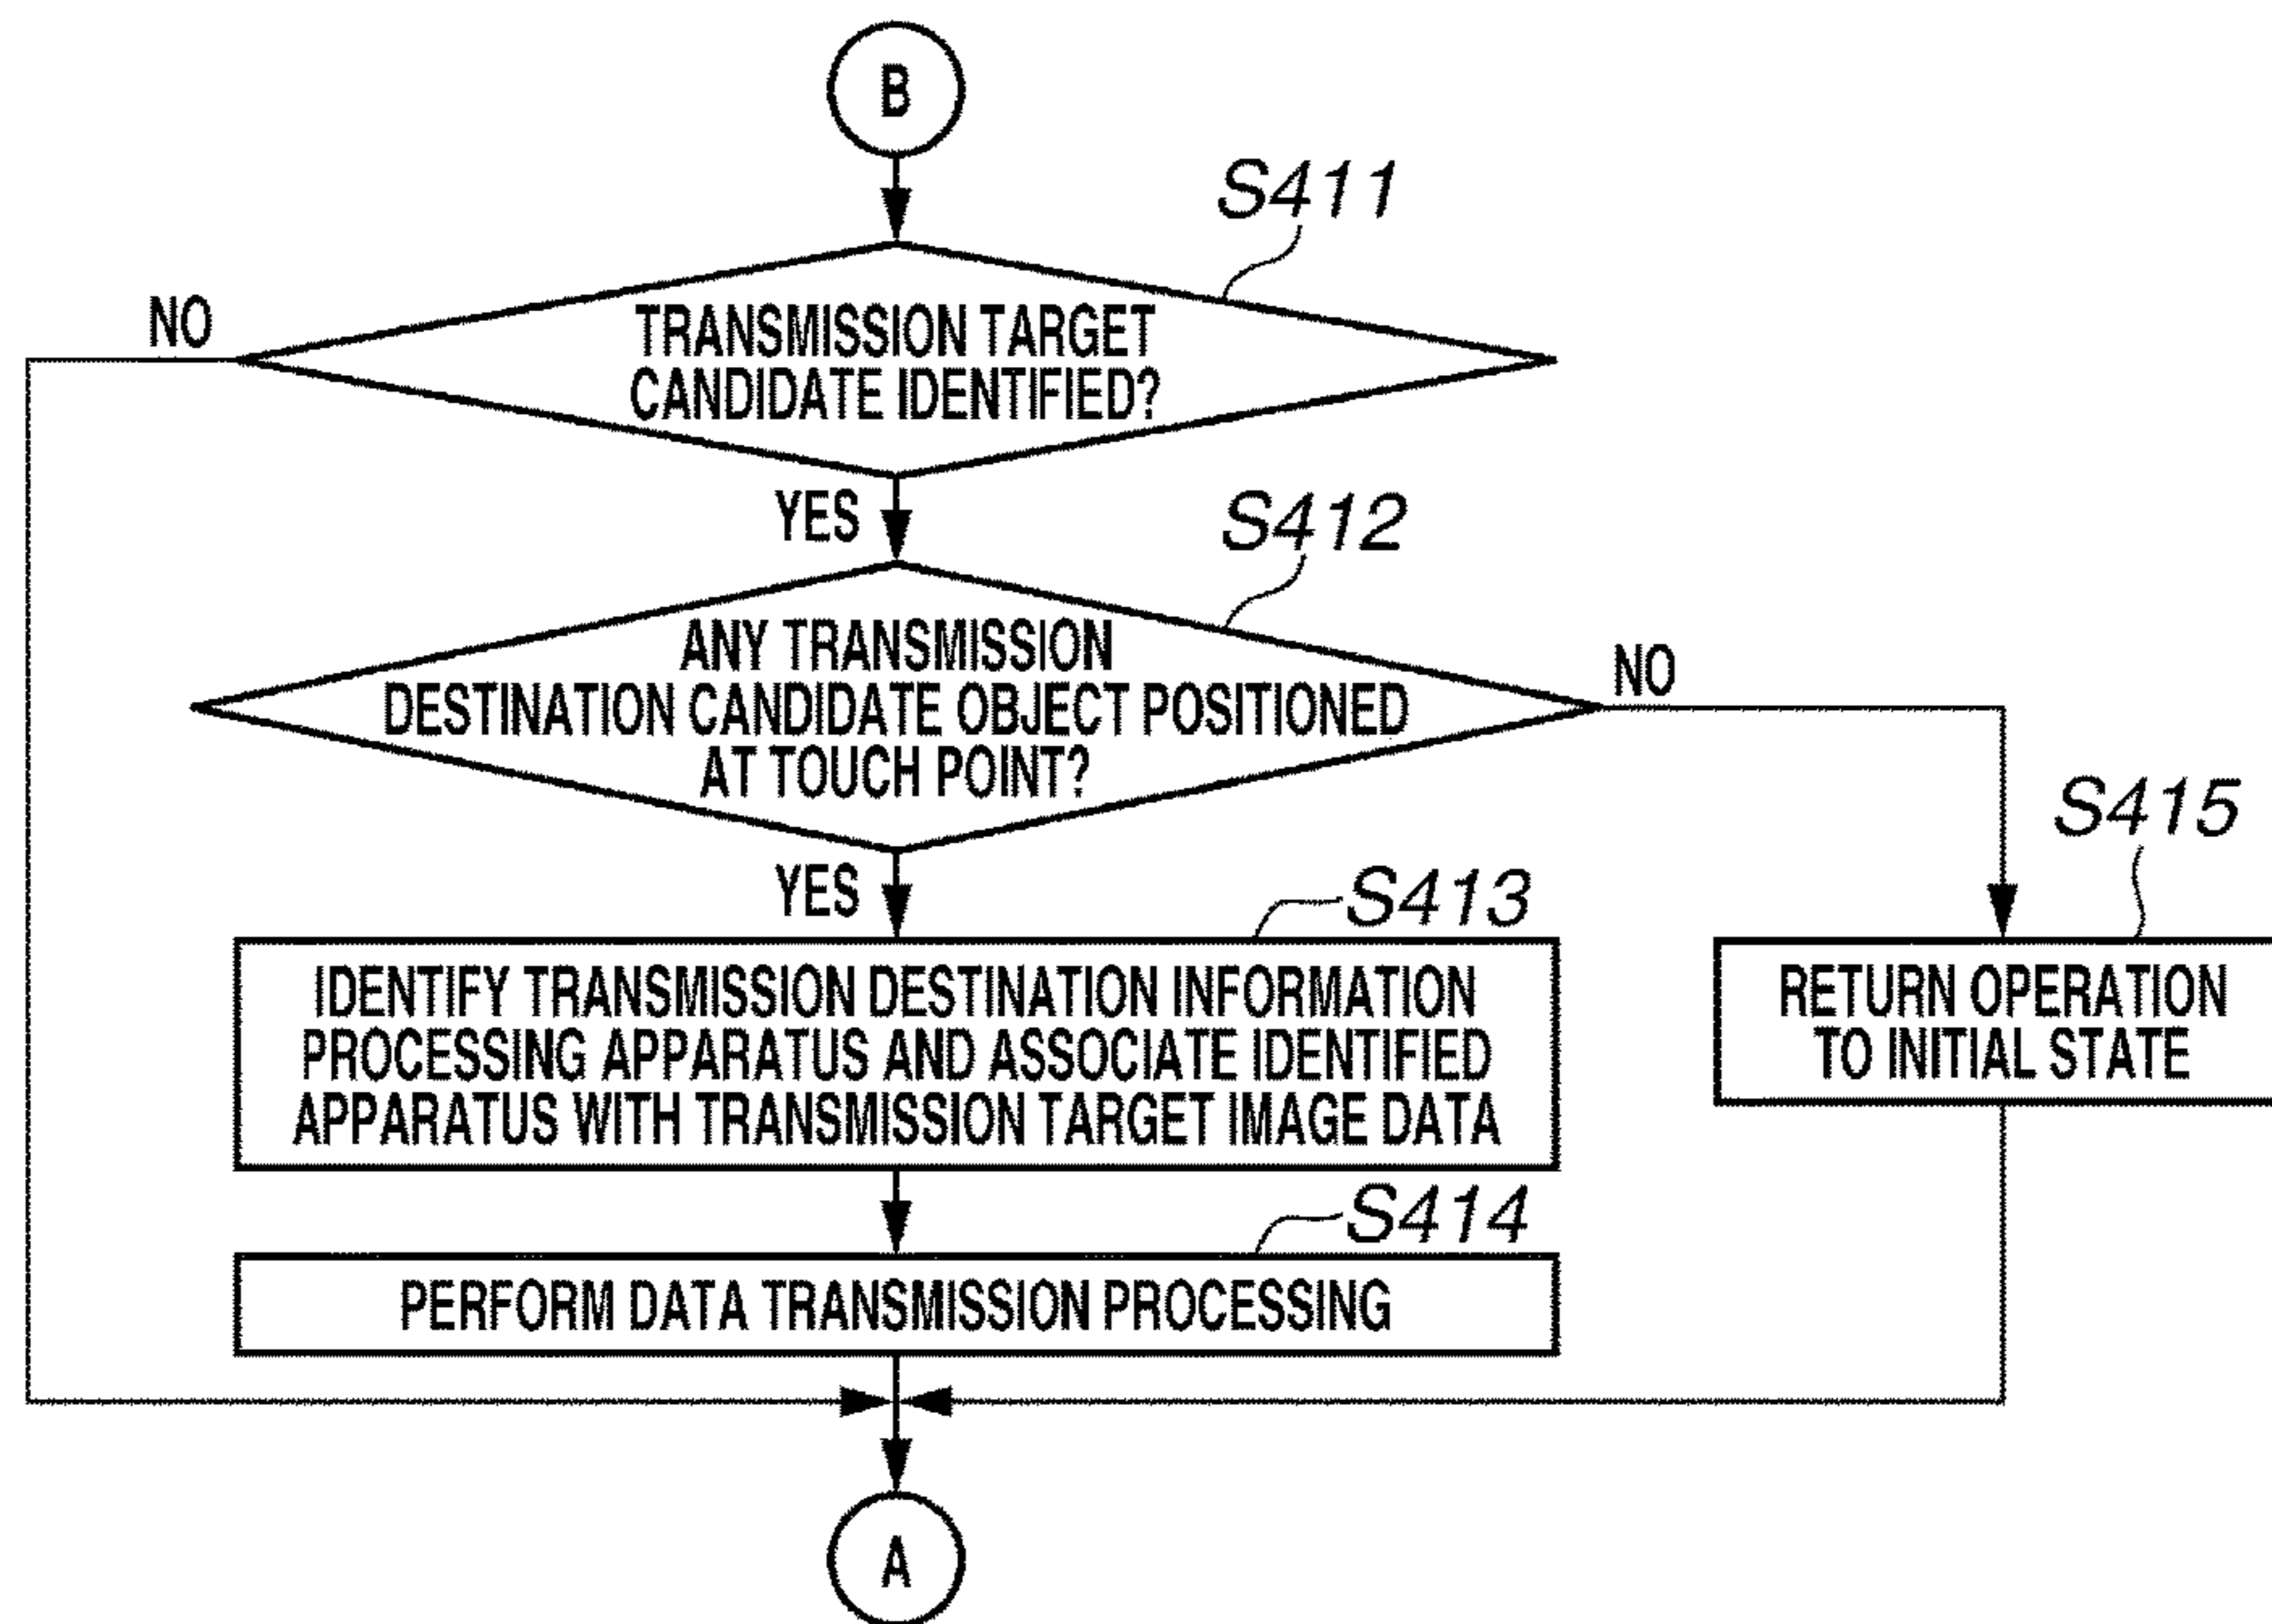 B
S411
NO
TRANSMISSION TARGET
CANDIDATE IDENTIFIED?
YES
S412
ANY TRANSMISSION
DESTINATION CANDIDATE OBJECT POSITIONED
AT TOUCH POINT?
NO
S415
YES
S413
IDENTIFY TRANSMISSION DESTINATION INFORMATION
PROCESSING APPARATUS AND ASSOCIATE IDENTIFIED
APPARATUS WITH TRANSMISSION TARGET IMAGE DATA
RETURN OPERATION
TO INITIAL STATE
S414
PERFORM DATA TRANSMISSION PROCESSING
A